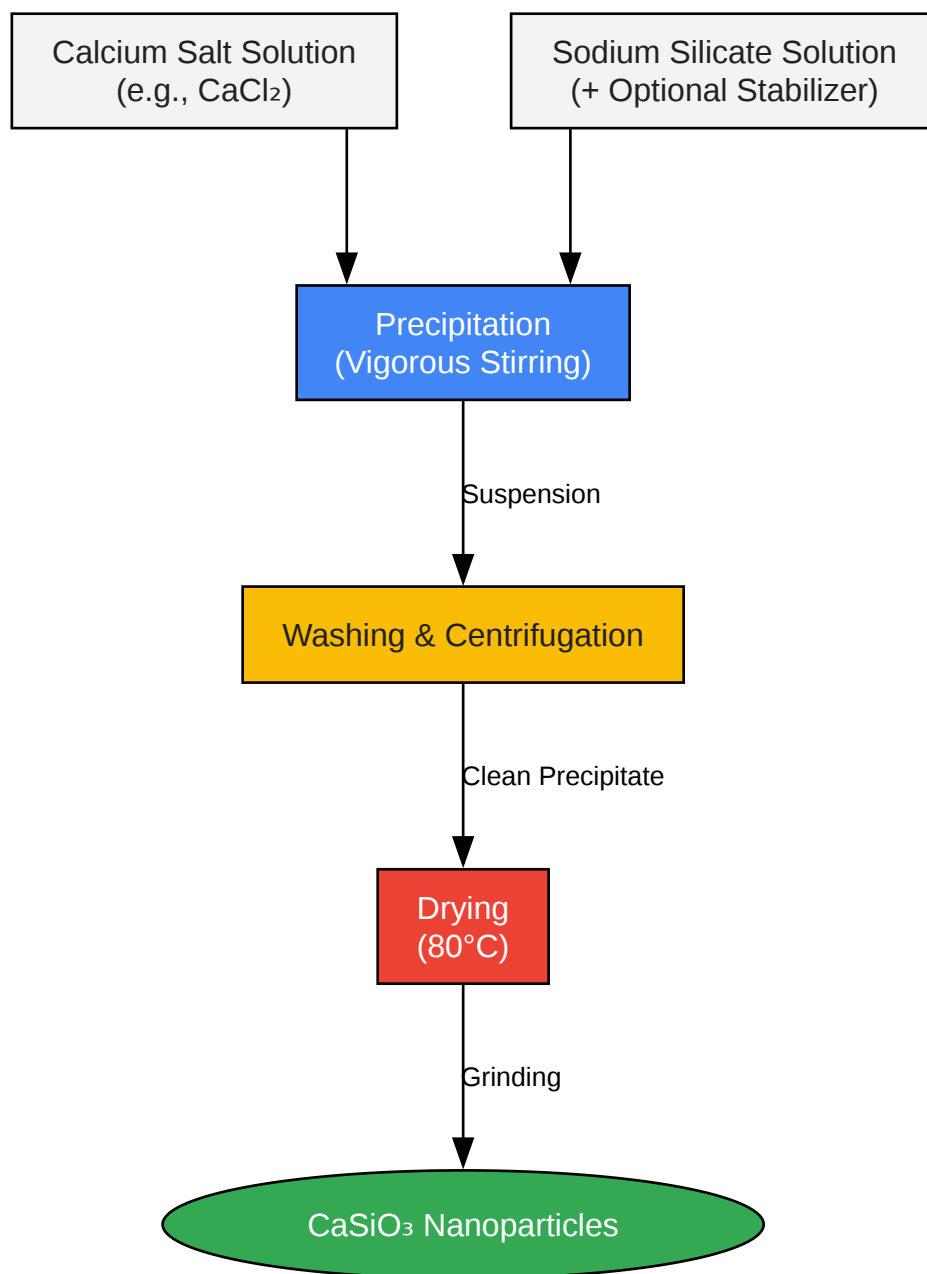 Calcium Salt Solution
(e.g., CaCl₂)
Sodium Silicate Solution
(+ Optional Stabilizer)
Precipitation
(Vigorous Stirring)
Suspension
Washing & Centrifugation
Clean Precipitate
Drying
(80°C)
Grinding
CaSiO₃ Nanoparticles